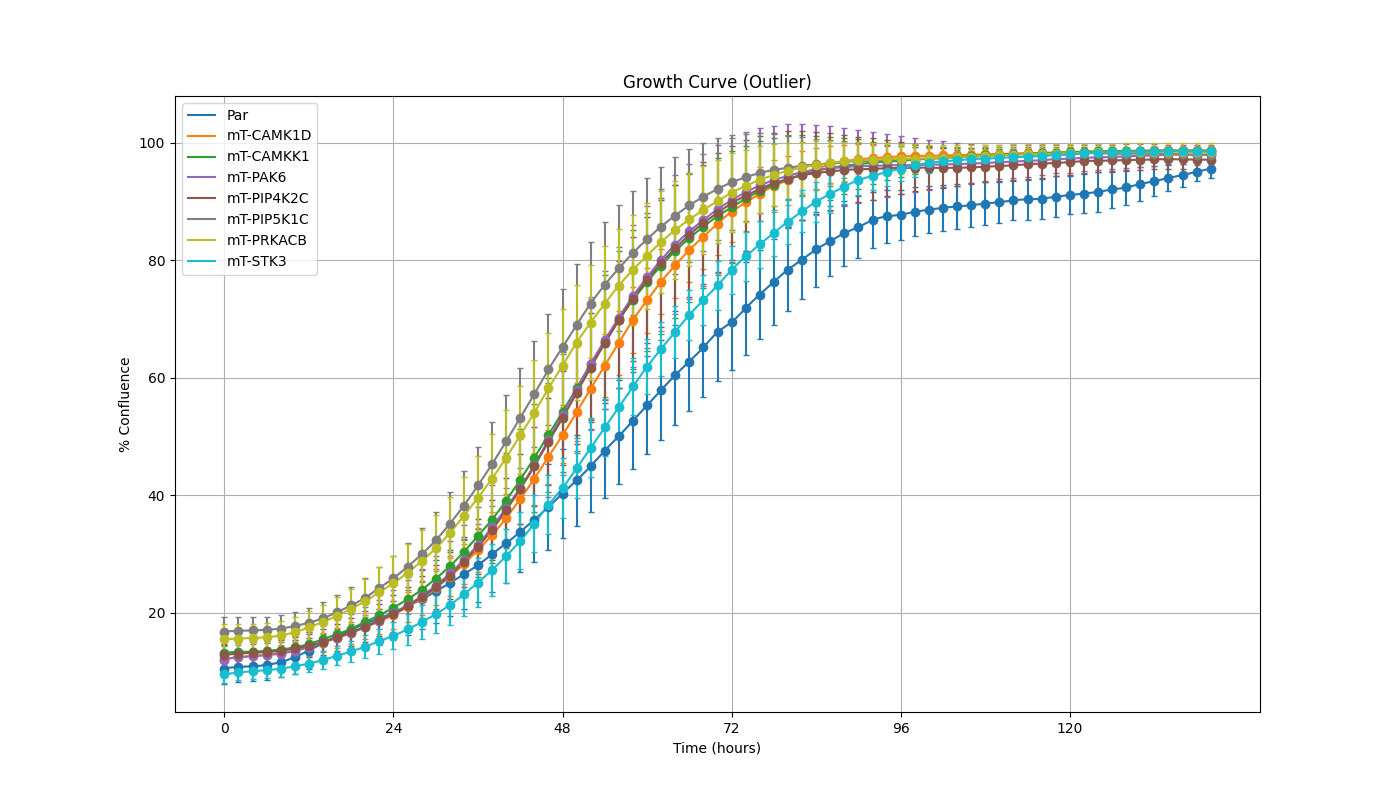 Growth Curve (Outlier)
Par
mT-CAMK1D
mT-CAMKK1
mT-PAK6
mT-PIP4K2C
mT-PIP5K1C
mT-PRKACB
mT-STK3
% Confluence
100
80
60
40
20
0 24 48 72 96 120
Time (hours)